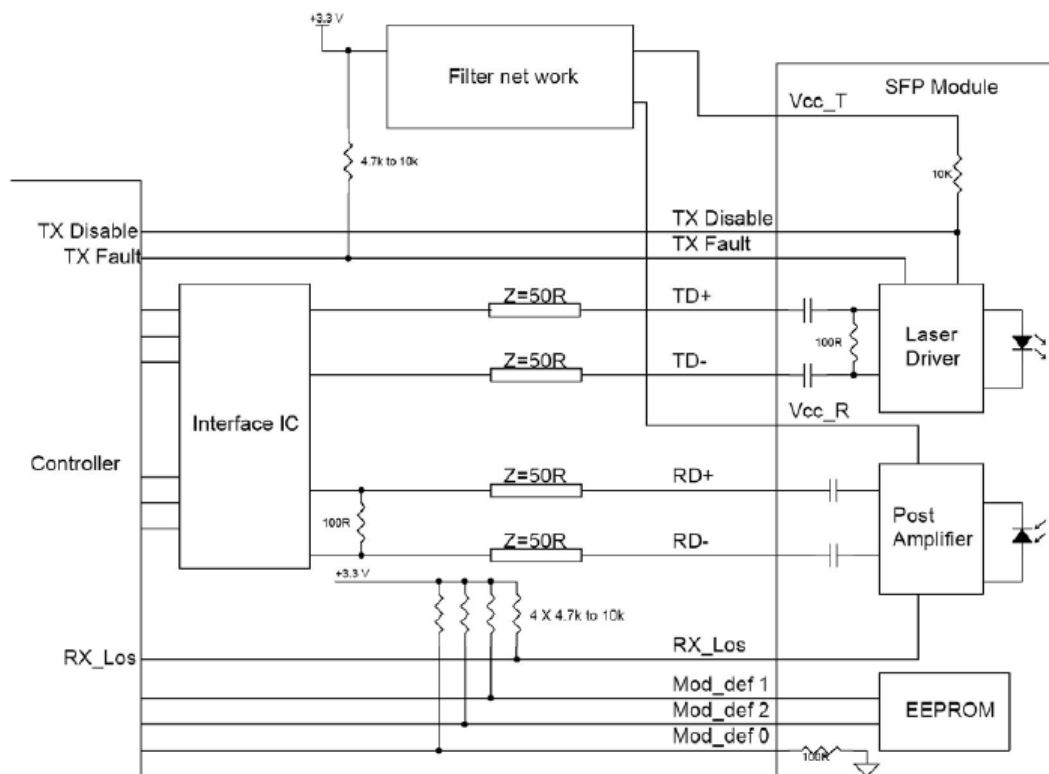 +3.3 V
Filter net work
SFP Module
Vcc_T
4.7k to 10k
10K
TX Disable
TX Disable
TX Fault
TX Fault
Z=50R
TD+
Laser
Driver
100R
Z=50R
TD-
Interface IC
Vcc_R
Controller
Z=50R
RD+
100R
Post
Amplifier
Z=50R
RD-
+3.3 V
4 X 4.7k to 10k
RX_Los
RX_Los
Mod_def 1
EEPROM
Mod_def 2
Mod_def 0
100R